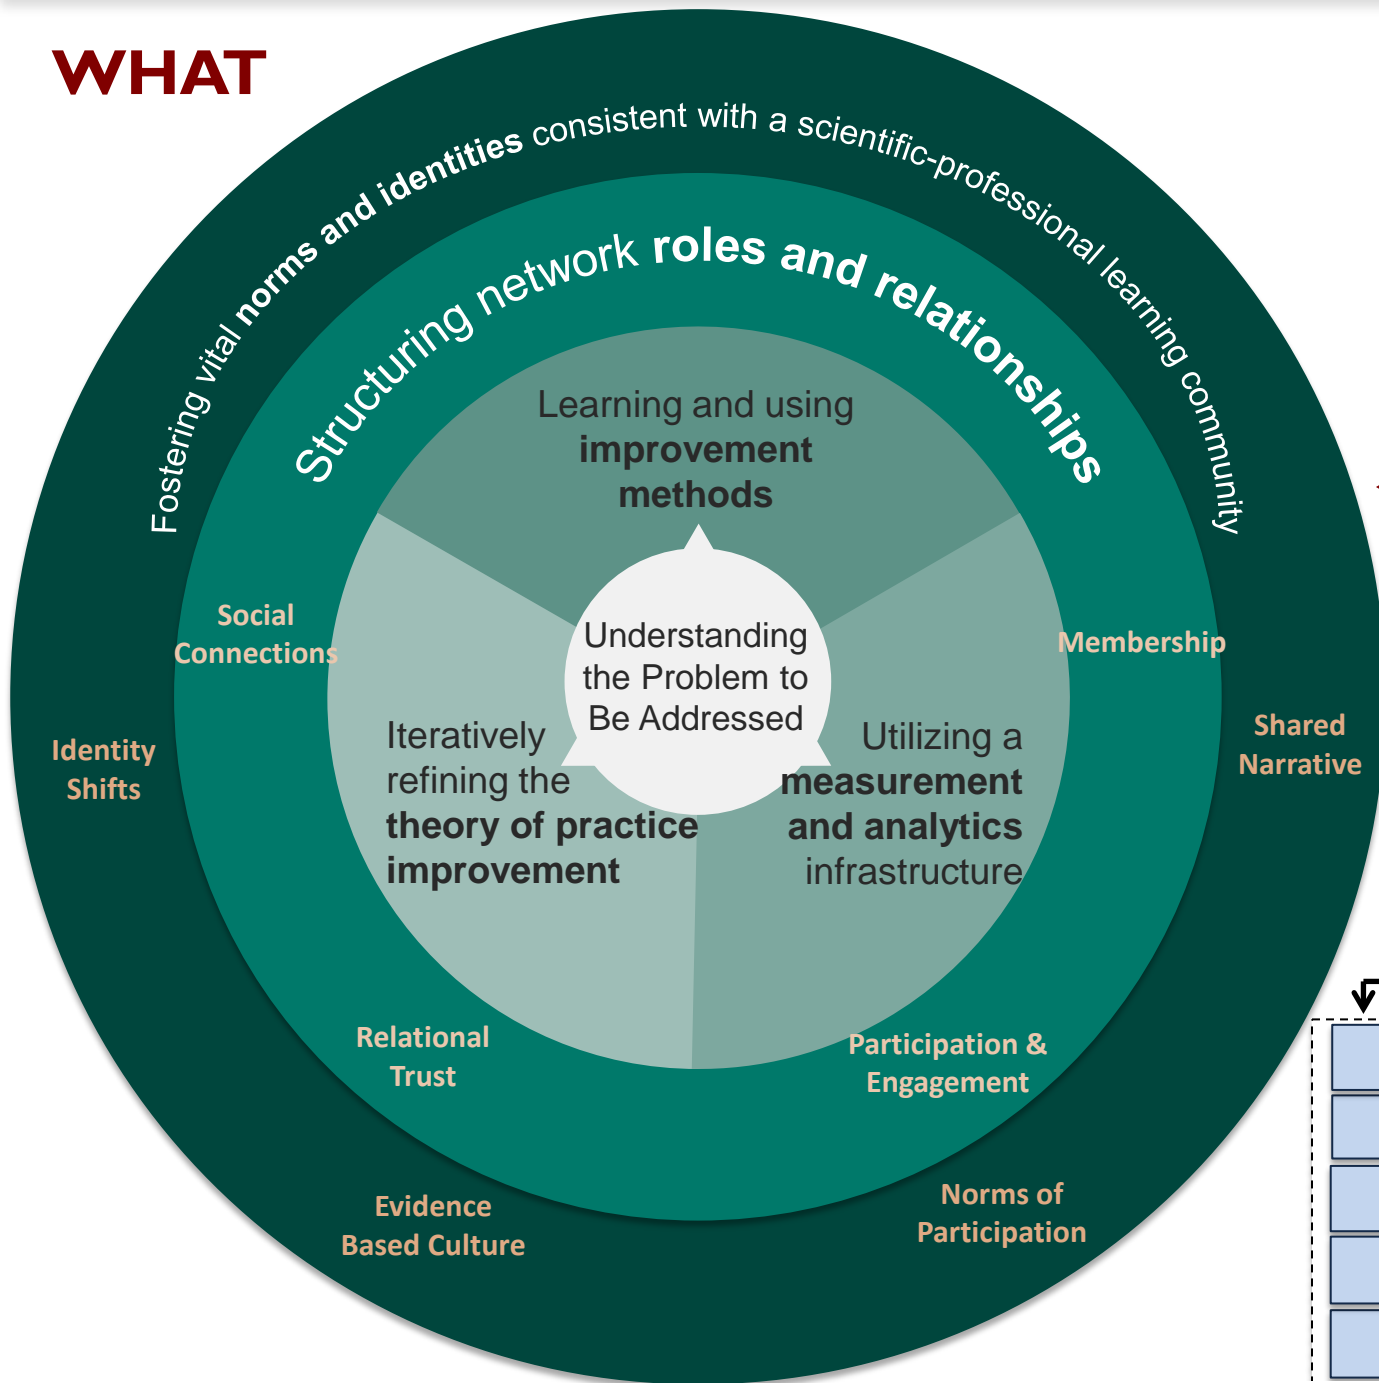 WHAT
Fostering vital norms and identities consistent with a scientific-professional learning community
Structuring network roles and relationships
Learning and using
improvement
methods
Understanding
the Problem to
Be Addressed
Iteratively
refining the
theory of practice
improvement
Utilizing a
measurement
and analytics
infrastructure
Social
Connections
Membership
Identity
Shifts
Shared
Narrative
Relational
Trust
Participation &
Engagement
Evidence
Based Culture
Norms of
Participation